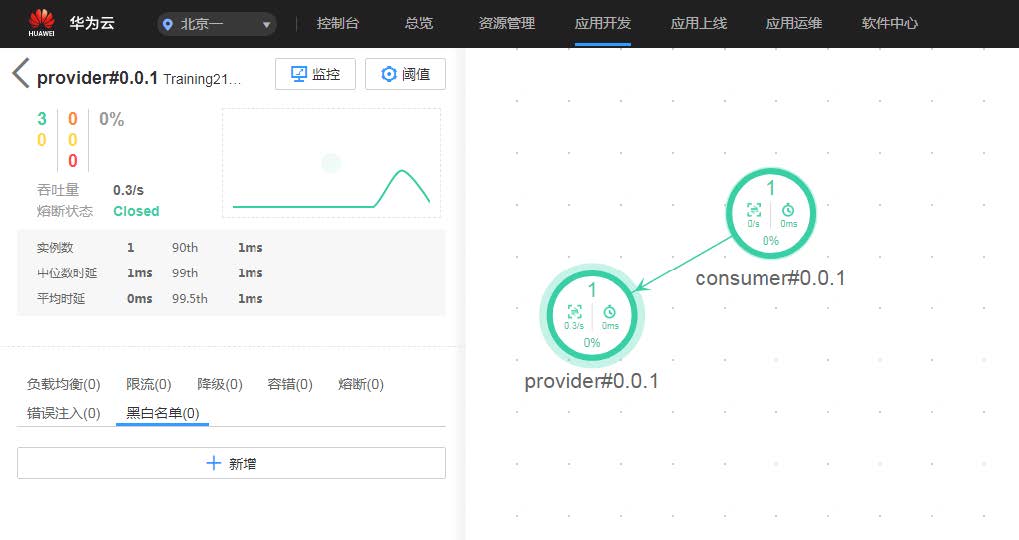 HUAWEI 华为云 北京一 控制台 总览 资源管理 应用开发 应用上线 应用运维 软件中心
provider#0.0.1 Training21... 监控 阈值
3 0 0%
0 0
0
吞吐量 0.3/s
熔断状态 Closed
实例数 1 90th 1ms
中位数时延 1ms 99th 1ms
平均时延 0ms 99.5th 1ms
负载均衡(0) 限流(0) 降级(0) 容错(0) 熔断(0)
错误注入(0) 黑白名单(0)
新增
1
0/s 0ms
0%
consumer#0.0.1
1
0.3/s 0ms
0%
provider#0.0.1